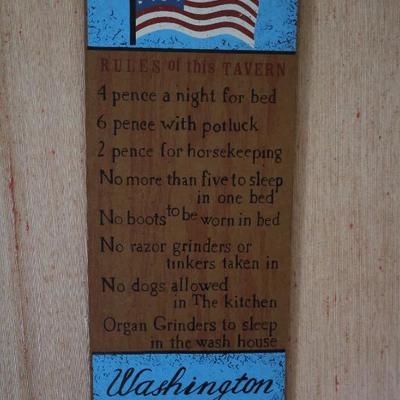 RULES of this TAVERN
4 pence a night for bed
6 pence with potluck
2 pence for horsekeeping
No more than five to sleep
in one bed
No boots to be worn in bed
No razor grinders or
tinkers taken in
No dogs allowed
in The kitchen
Organ Grinders to sleep
in the wash house
Washington